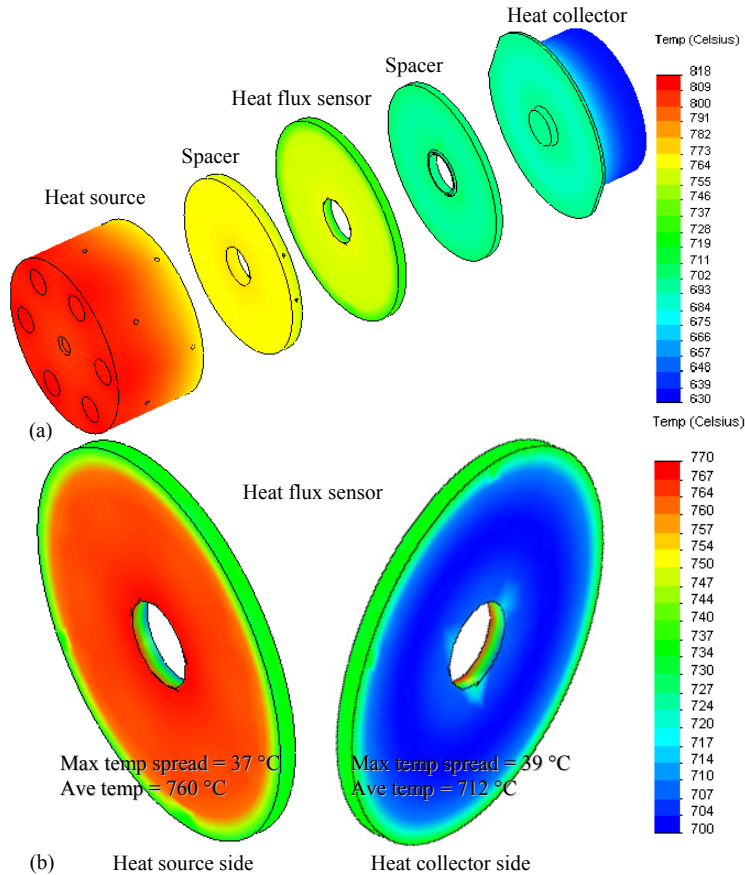 Heat collector
Spacer
Heat flux sensor
Spacer
Heat source
(a)
Temp (Celsius)
818
809
800
791
782
773
764
755
746
737
728
719
711
702
693
684
675
666
657
648
639
630
Heat flux sensor
Max temp spread = 37 °C
Ave temp = 760 °C
Max temp spread = 39 °C
Ave temp = 712 °C
(b)
Heat source side
Heat collector side
Temp (Celsius)
770
767
764
760
757
754
750
747
744
740
737
734
730
727
724
720
717
714
710
707
704
700